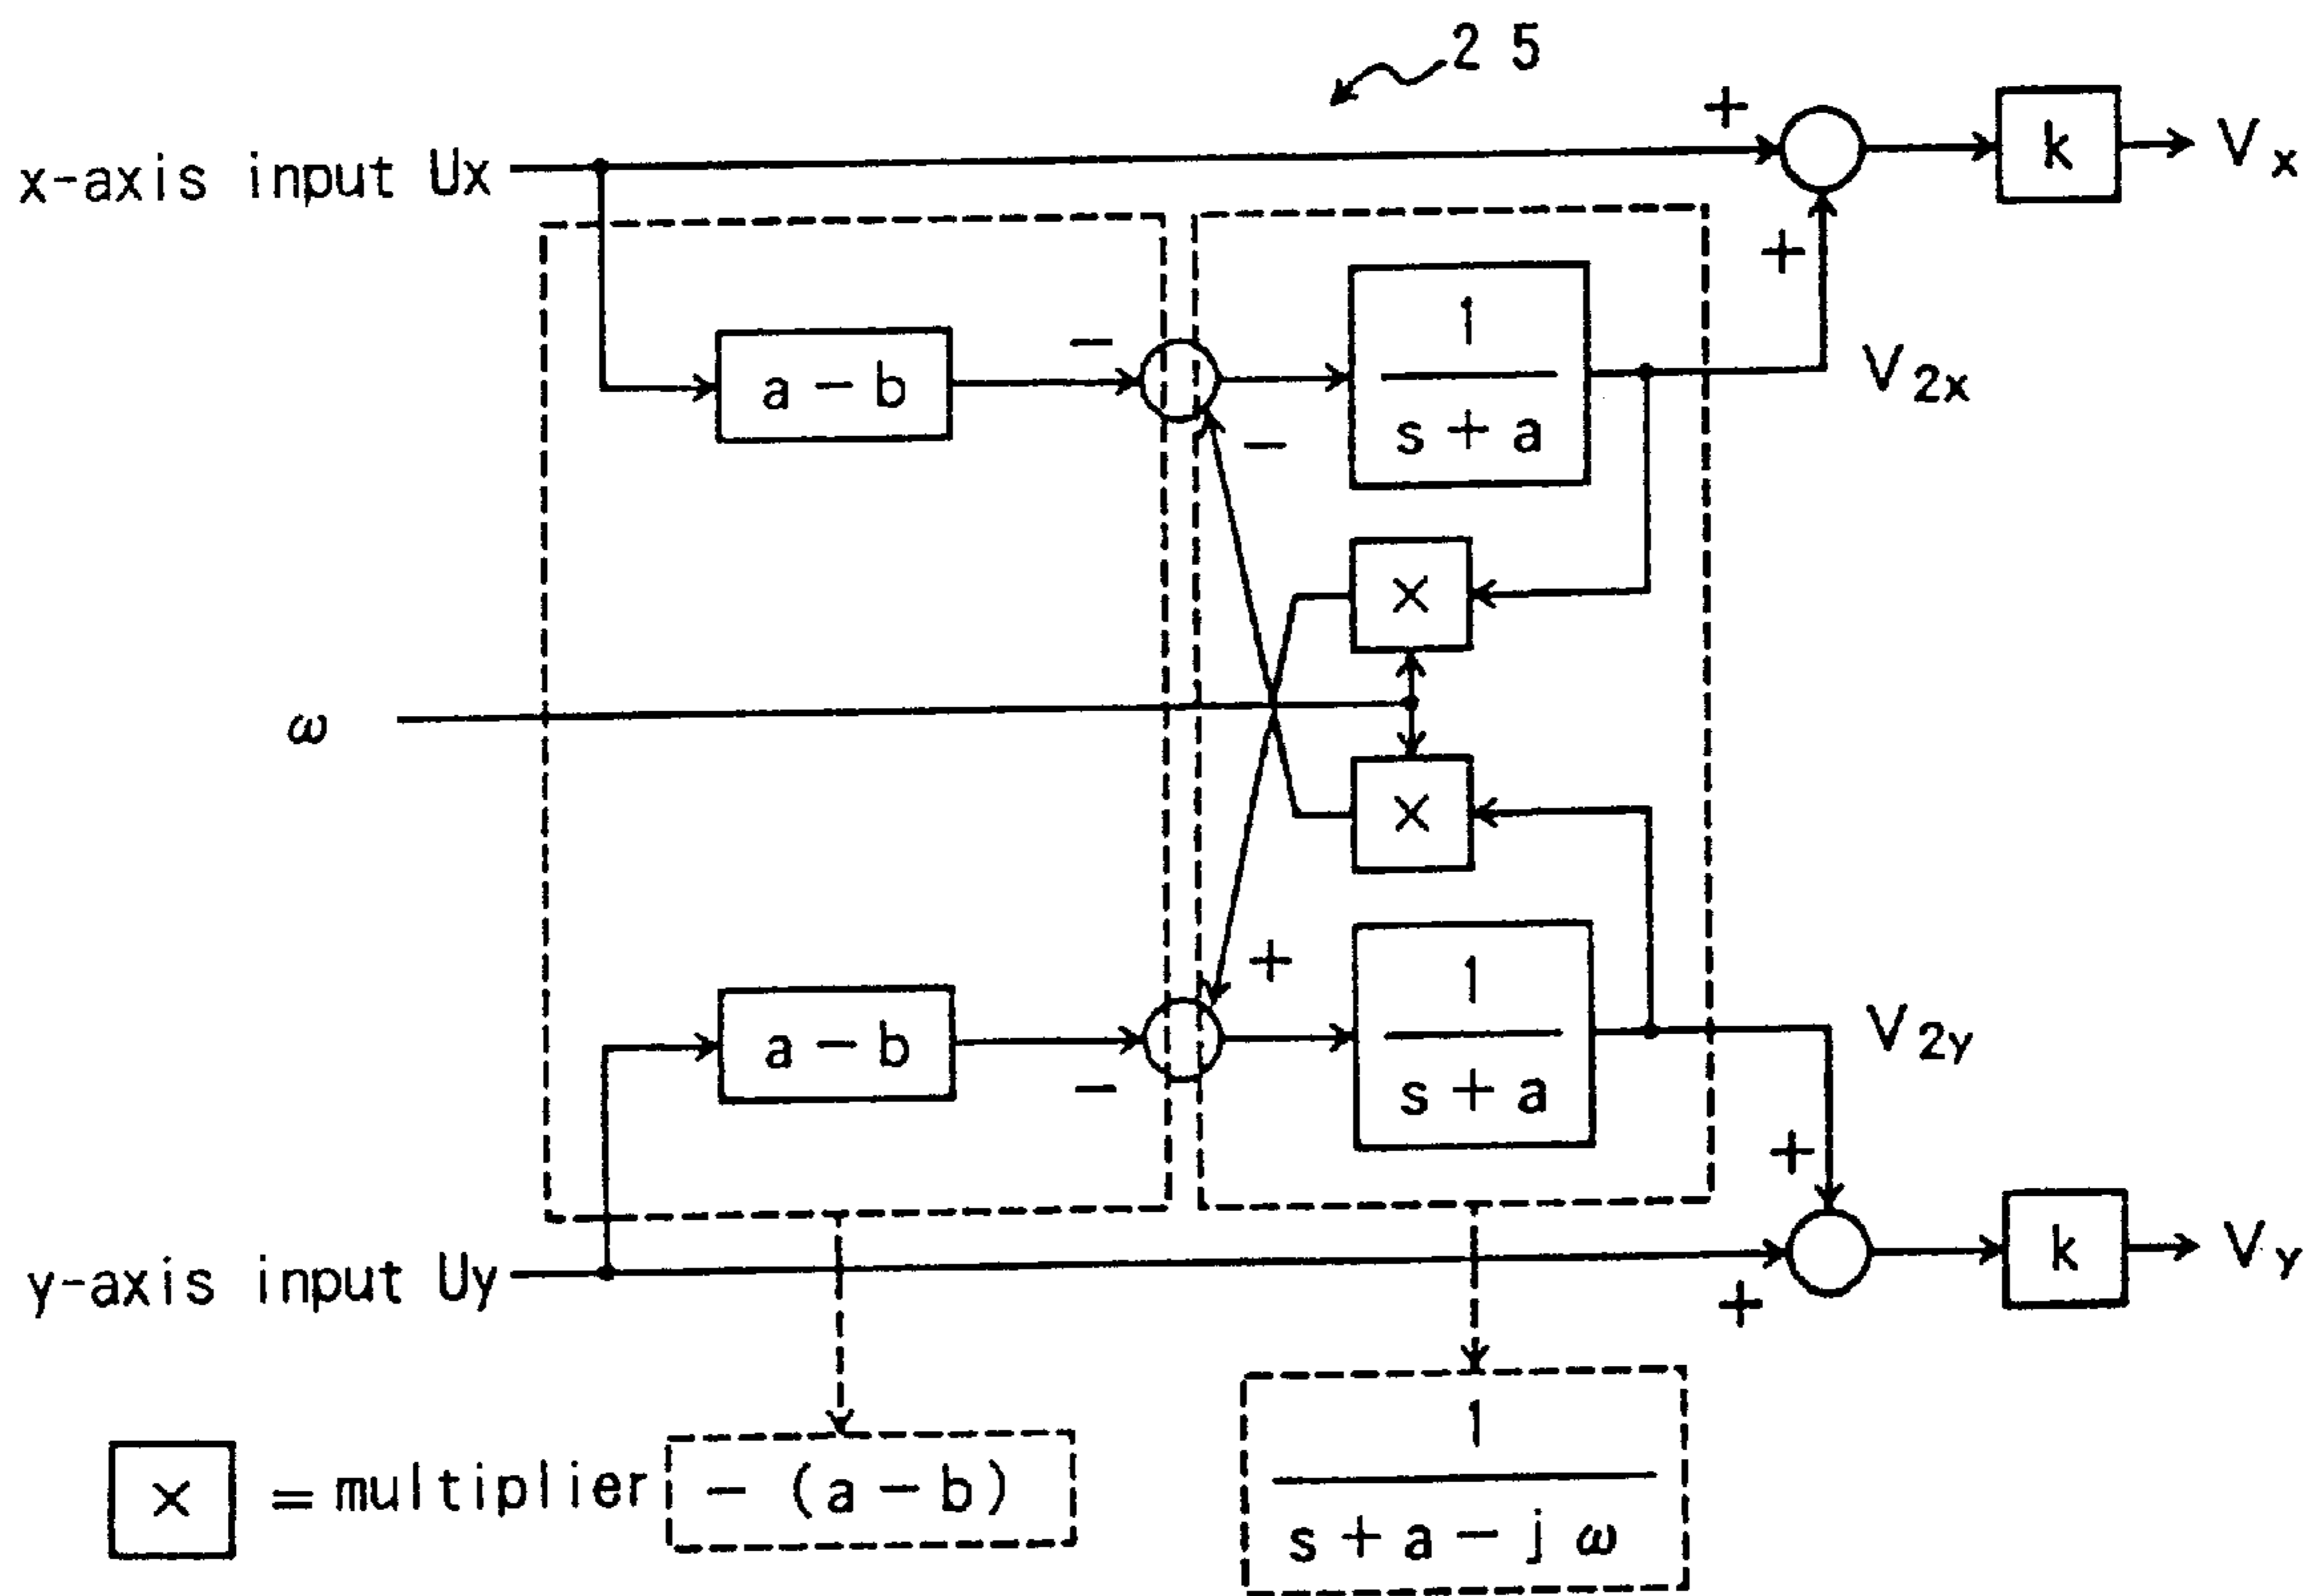 25
x-axis input Ux
+
k
Vx
+
a - b
-
1
s + a
V2x
-
×
ω
×
+
a - b
-
1
s + a
V2y
+
y-axis input Uy
+
k
Vy
× = multiplier
- (a - b)
1
s + a - j ω